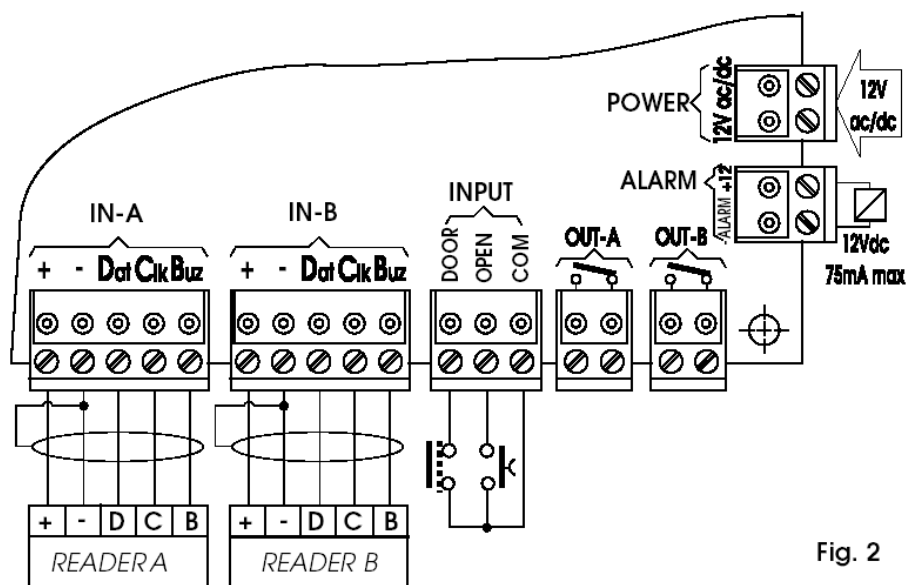 POWER
12V ac/dc
12V
ac/dc
ALARM
-ALARM +12
12Vdc
75mA max
IN-A
IN-B
INPUT
DOOR
OPEN
COM
OUT-A
OUT-B
+ - Dat Clk Buz
+ - Dat Clk Buz
+ - D C B
READER A
+ - D C B
READER B
Fig. 2